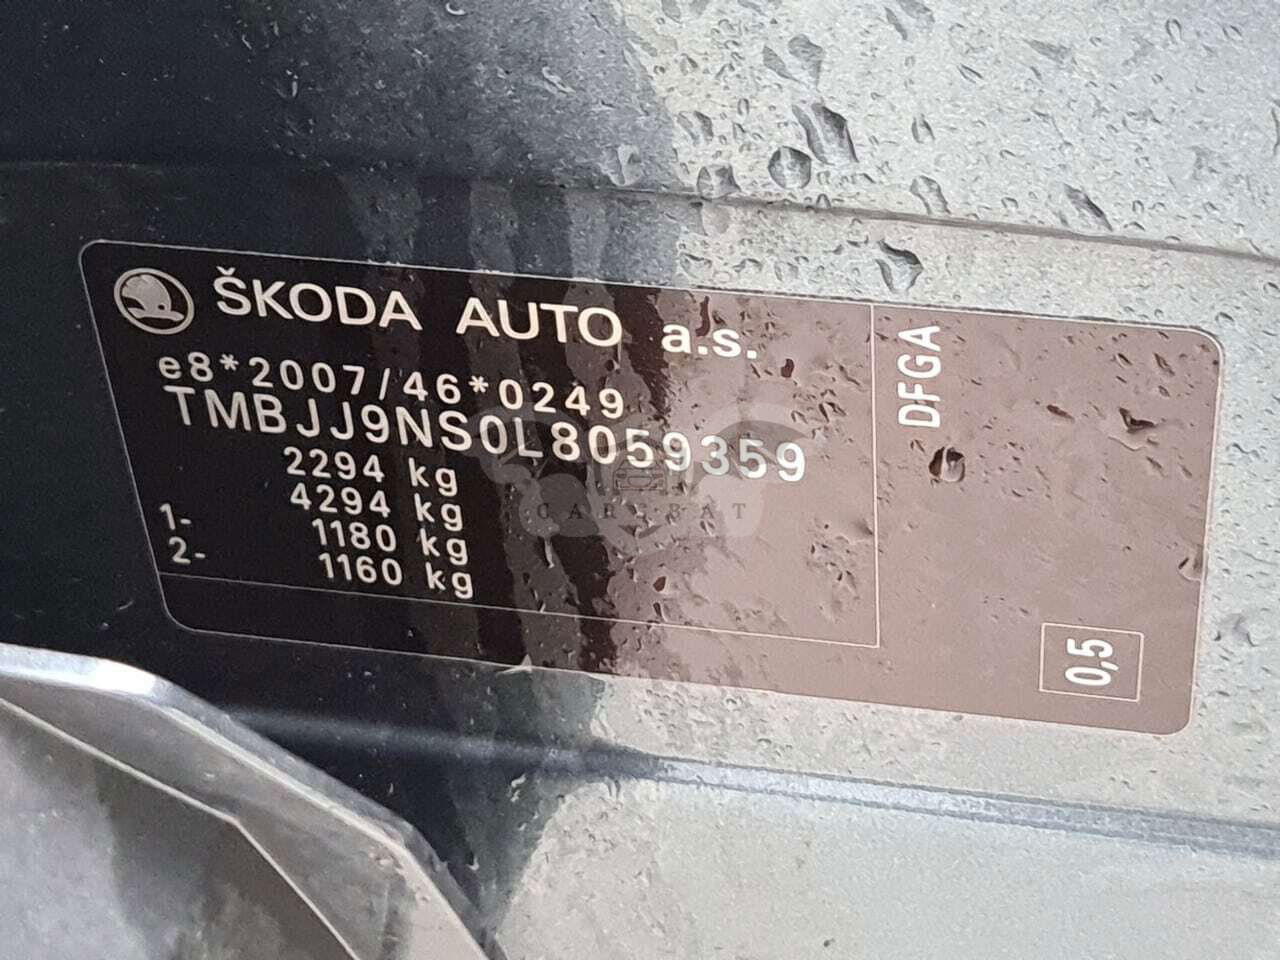 ŠKODA AUTO a.s.
e8*2007/46*0249
TMBJJ9NS0L8059359
2294 kg
4294 kg
1- 1180 kg
2- 1160 kg
DFGA
0,5
CAR2BAT